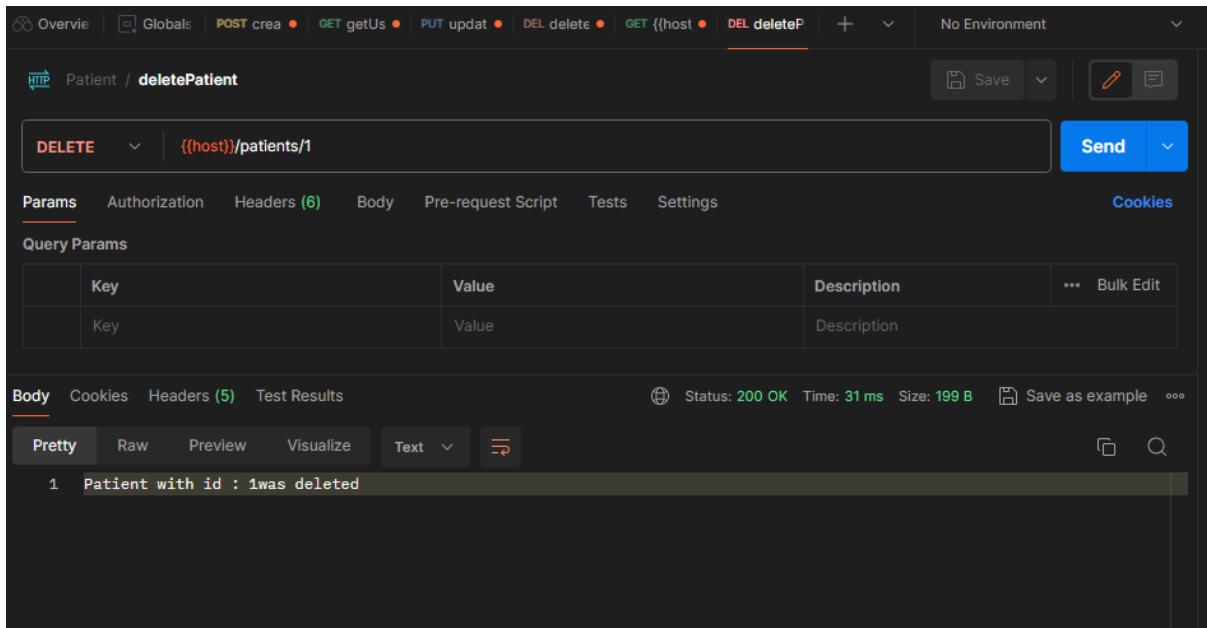 Overvie Globals POST crea GET getUs PUT updat DEL delete GET {{host DEL deleteP No Environment
HTTP Patient / deletePatient Save
DELETE {{host}}/patients/1 Send
Params Authorization Headers (6) Body Pre-request Script Tests Settings Cookies
Query Params
Key Value Description ••• Bulk Edit
Key Value Description
Body Cookies Headers (5) Test Results Status: 200 OK Time: 31 ms Size: 199 B Save as example •••
Pretty Raw Preview Visualize Text
1 Patient with id : 1was deleted